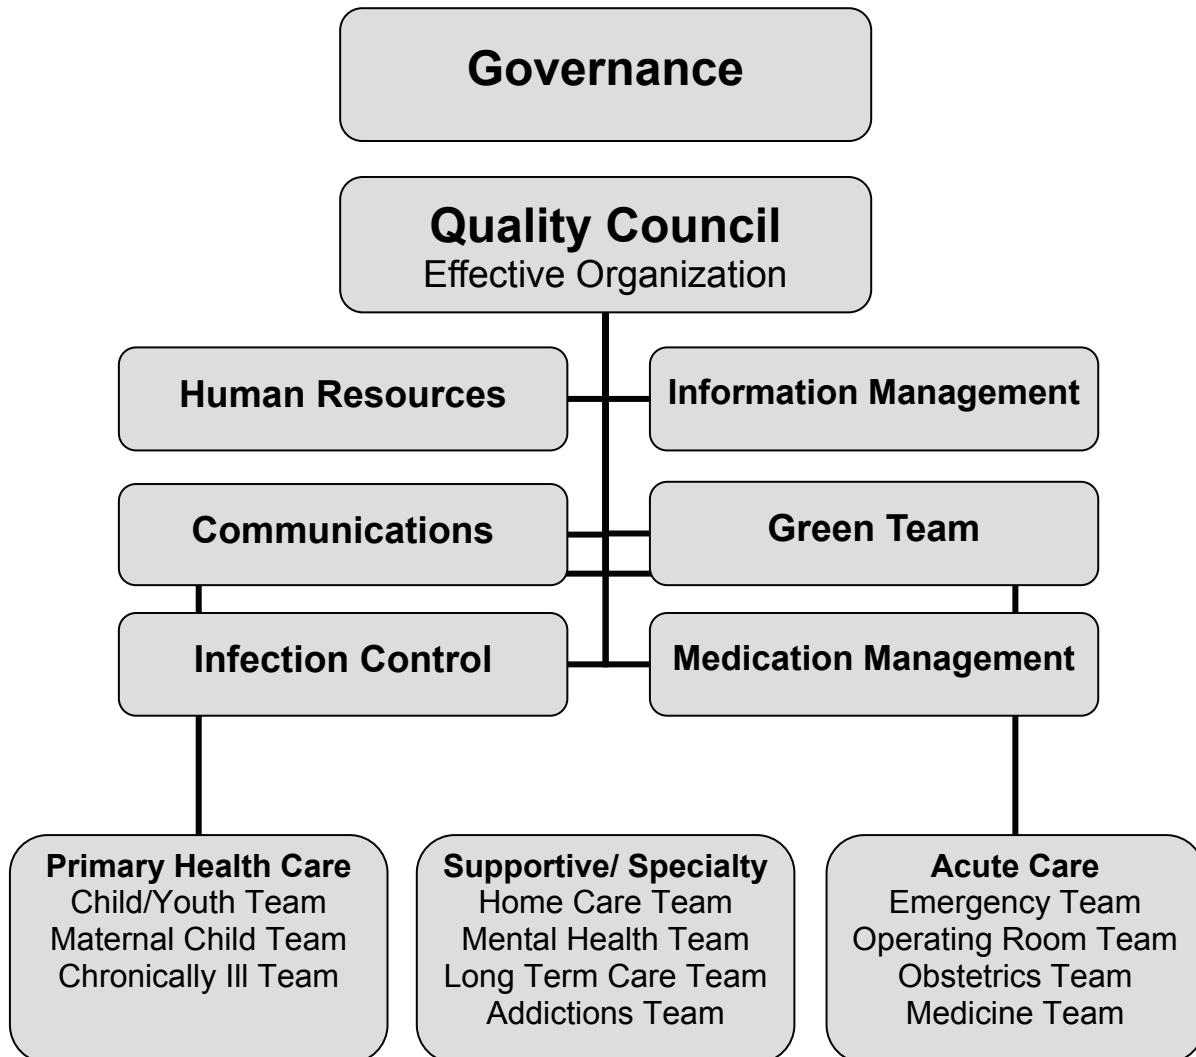 Governance
Quality Council
Effective Organization
Human Resources
Information Management
Communications
Green Team
Infection Control
Medication Management
Primary Health Care
Child/Youth Team
Maternal Child Team
Chronically Ill Team
Supportive/ Specialty
Home Care Team
Mental Health Team
Long Term Care Team
Addictions Team
Acute Care
Emergency Team
Operating Room Team
Obstetrics Team
Medicine Team